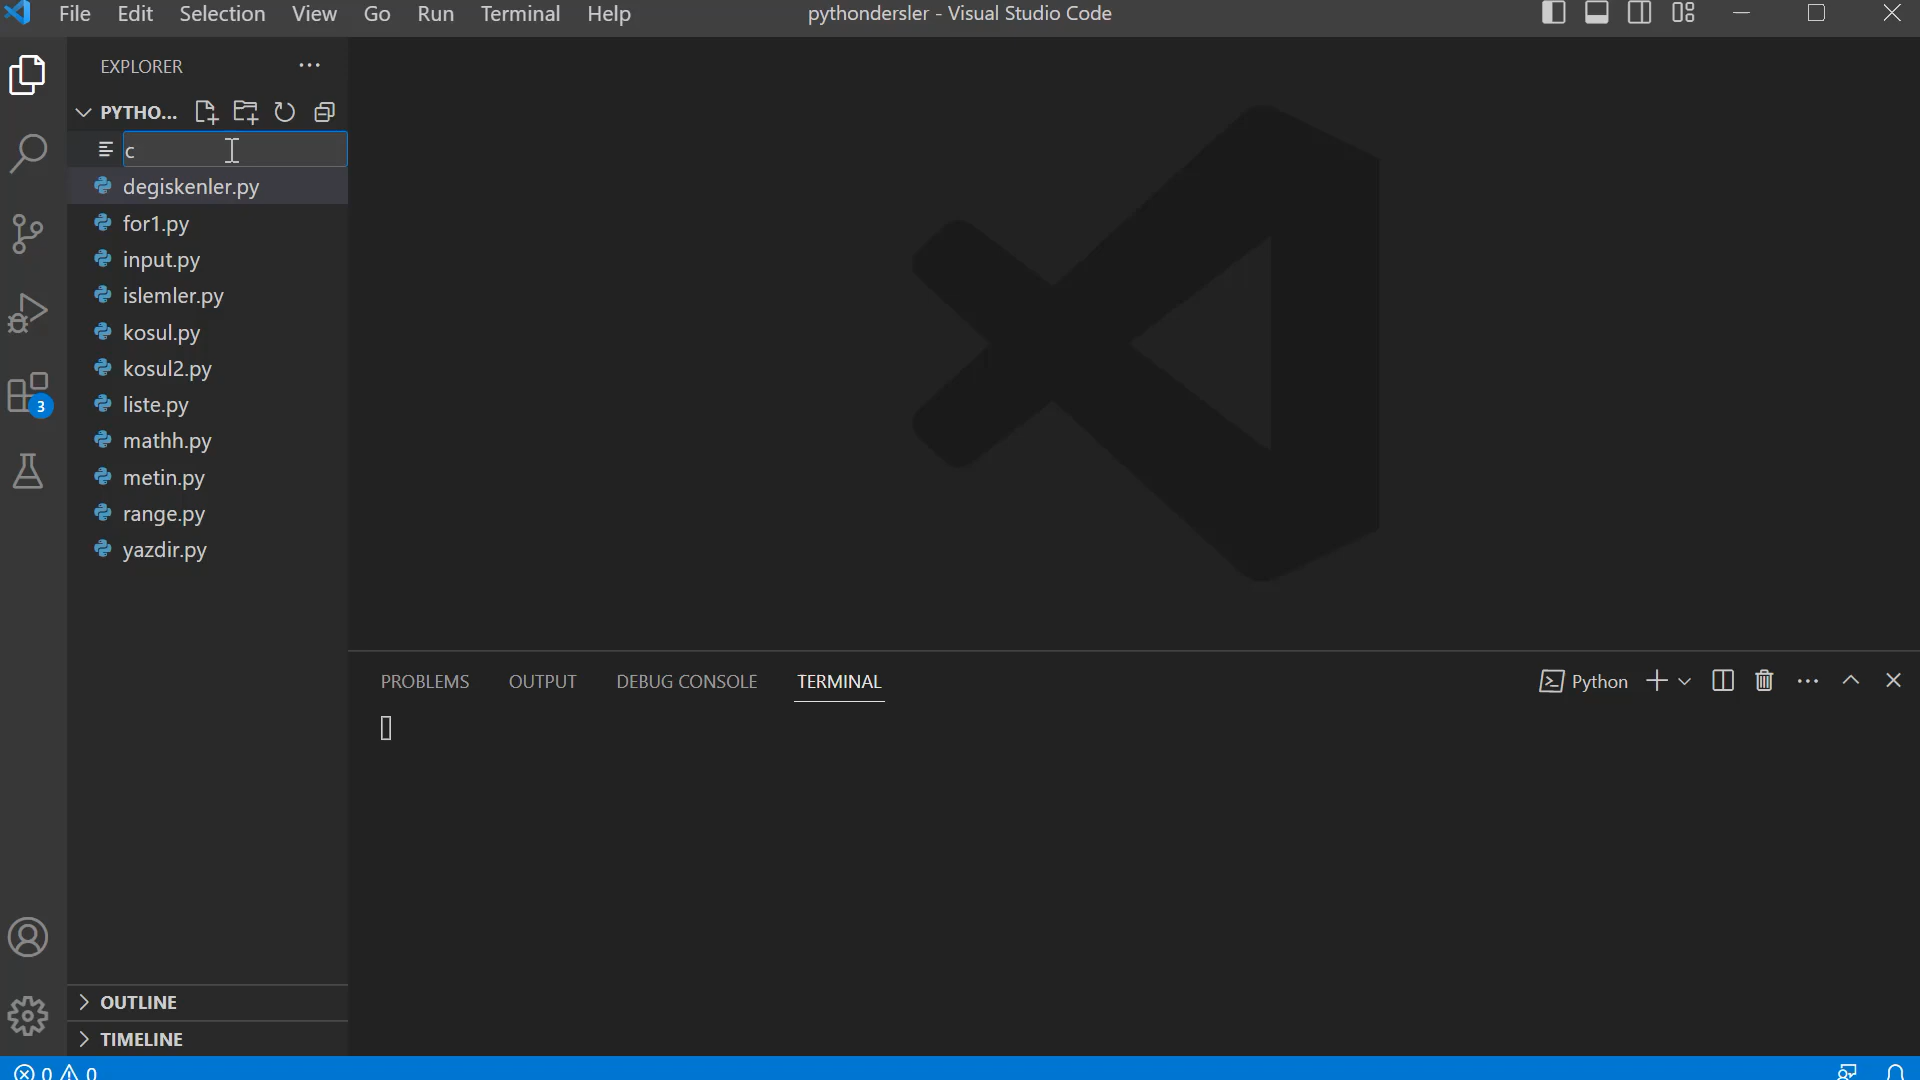 File Edit Selection View Go Run Terminal Help pythondersler - Visual Studio Code
EXPLORER
PYTHO...
c
degiskenler.py
for1.py
input.py
islemler.py
kosul.py
kosul2.py
liste.py
3
mathh.py
metin.py
range.py
yazdir.py
PROBLEMS OUTPUT DEBUG CONSOLE TERMINAL Python
OUTLINE
TIMELINE
0 0